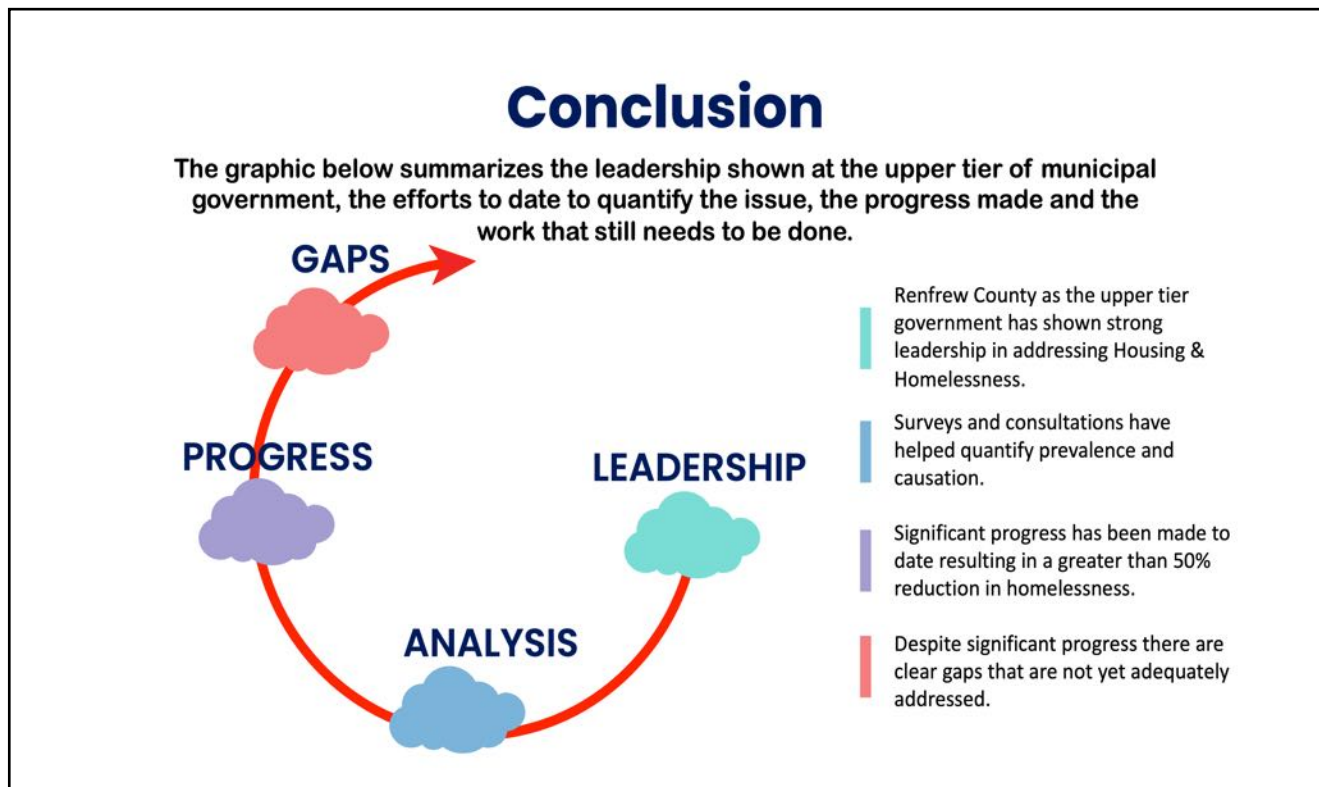 Conclusion
The graphic below summarizes the leadership shown at the upper tier of municipal
government, the efforts to date to quantify the issue, the progress made and the
work that still needs to be done.
GAPS
PROGRESS
LEADERSHIP
ANALYSIS
Renfrew County as the upper tier
government has shown strong
leadership in addressing Housing &
Homelessness.
Surveys and consultations have
helped quantify prevalence and
causation.
Significant progress has been made to
date resulting in a greater than 50%
reduction in homelessness.
Despite significant progress there are
clear gaps that are not yet adequately
addressed.